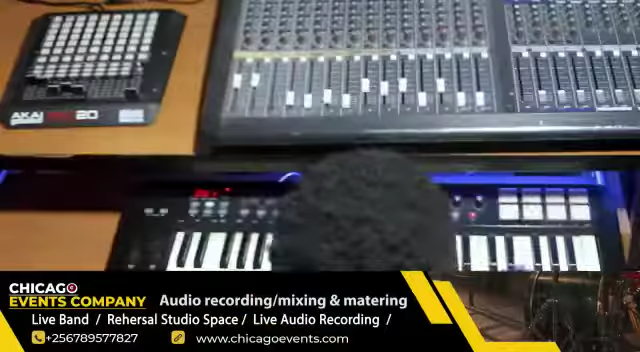 AKAI
20
CHICAGO
EVENTS COMPANY
Audio recording/mixing & matering
Live Band / Rehersal Studio Space / Live Audio Recording /
+256789577827
www.chicagoevents.com